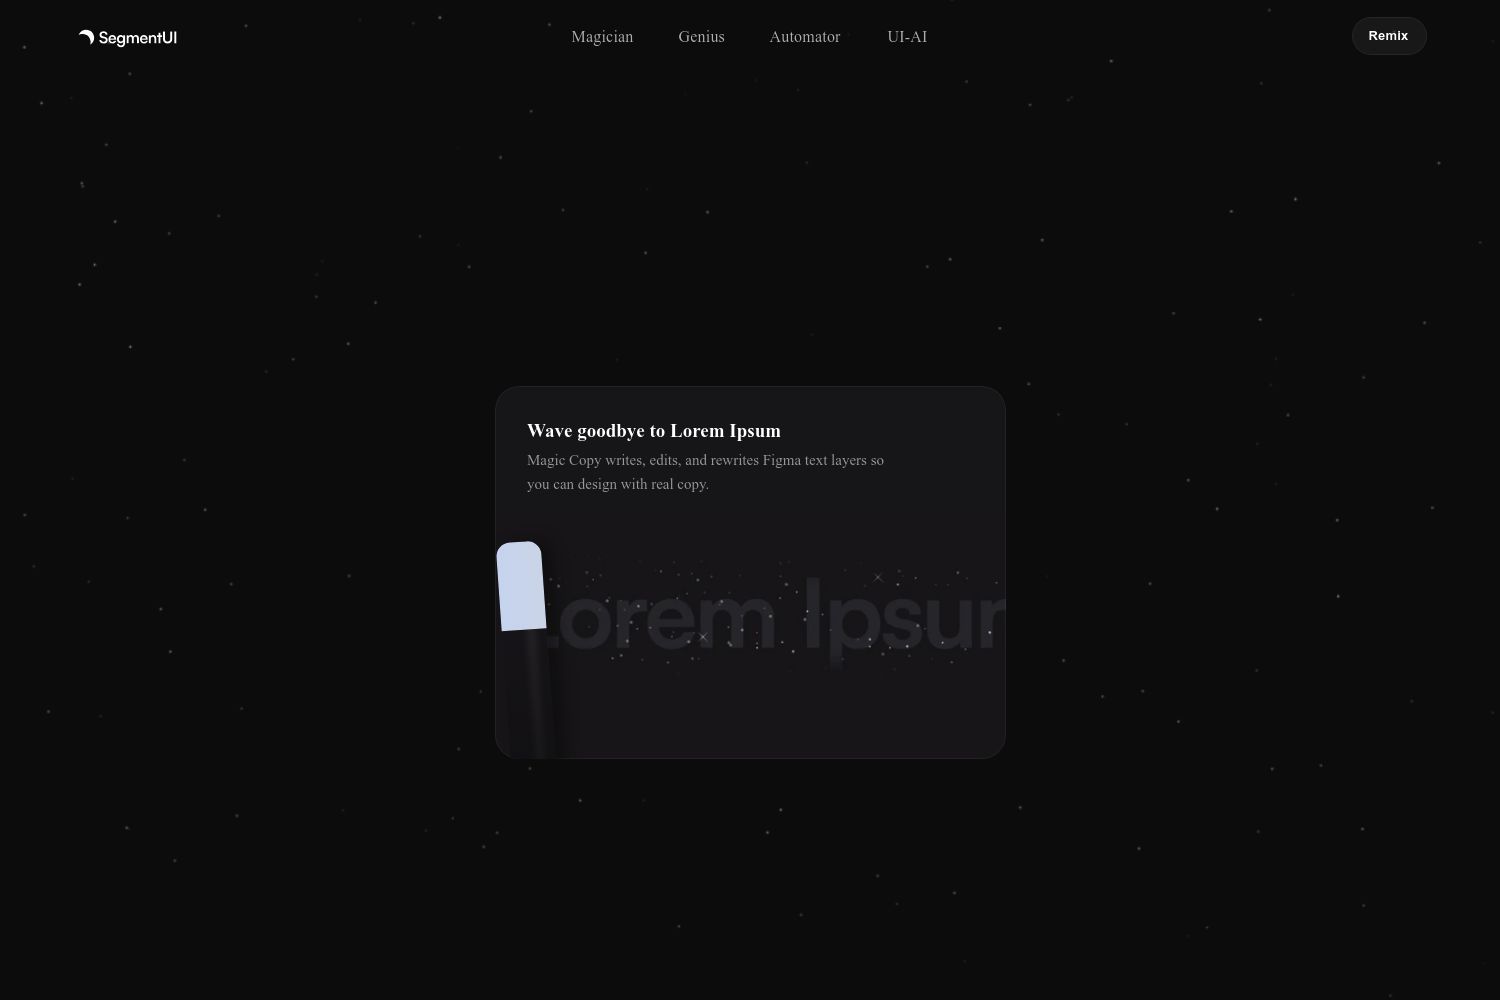 SegmentUI
Magician
Genius
Automator
UI-AI
Remix
Wave goodbye to Lorem Ipsum
Magic Copy writes, edits, and rewrites Figma text layers so
you can design with real copy.
Lorem Ipsum